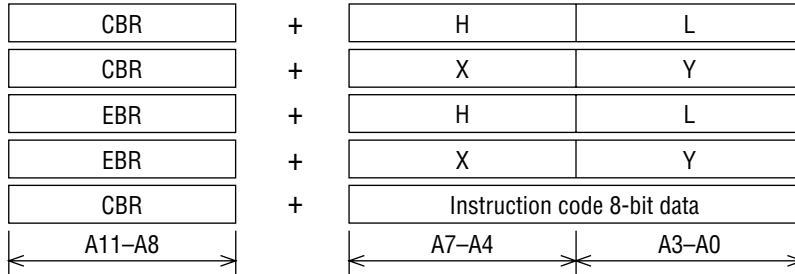 CBR + H L
CBR + X Y
EBR + H L
EBR + X Y
CBR + Instruction code 8-bit data
A11–A8 A7–A4 A3–A0